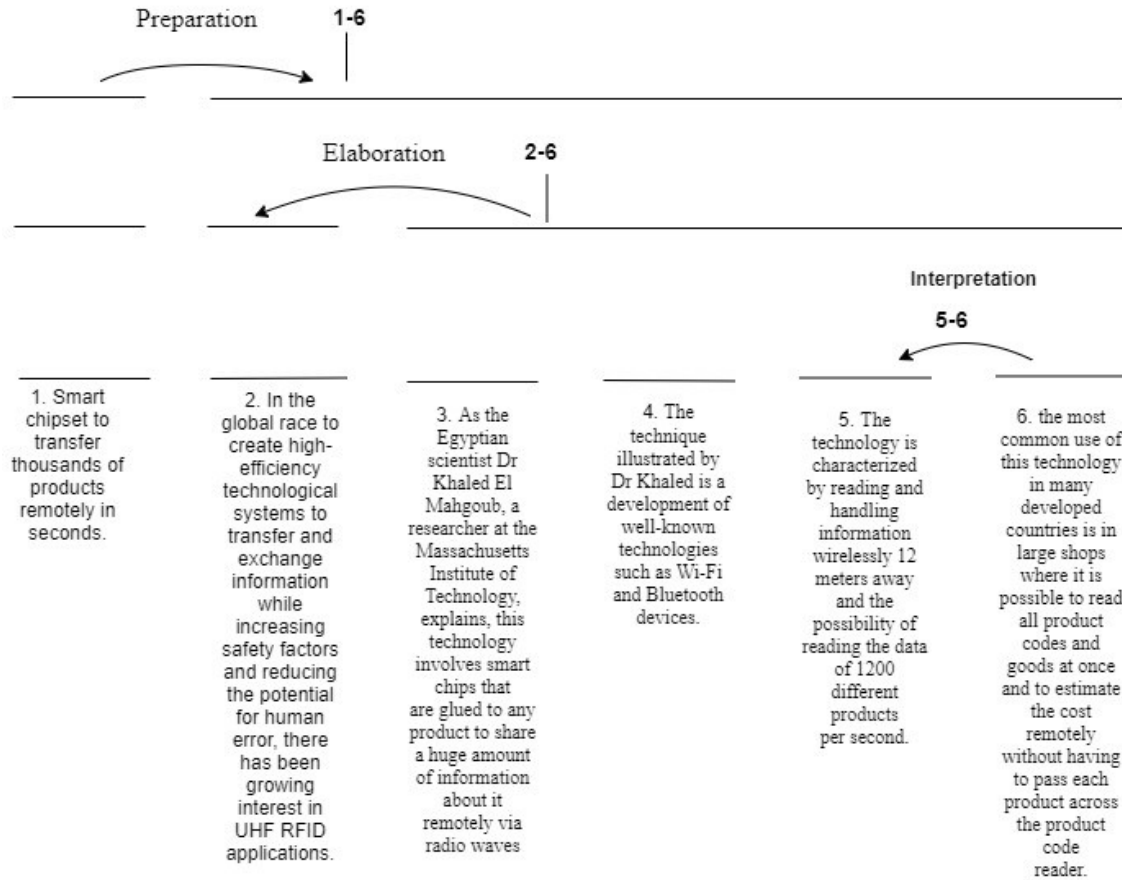 Preparation
1-6
Elaboration
2-6
Interpretation
5-6
1. Smart
chipset to
transfer
thousands of
products
remotely in
seconds.
2. In the
global race to
create high-
efficiency
technological
systems to
transfer and
exchange
information
while
increasing
safety factors
and reducing
the potential
for human
error, there
has been
growing
interest in
UHF RFID
applications.
3. As the
Egyptian
scientist Dr
Khaled El
Mahgoub, a
researcher at the
Massachusetts
Institute of
Technology,
explains, this
technology
involves smart
chips that
are glued to any
product to share
a huge amount
of information
about it
remotely via
radio waves
4. The
technique
illustrated by
Dr Khaled is a
development of
well-known
technologies
such as Wi-Fi
and Bluetooth
devices.
5. The
technology is
characterized
by reading and
handling
information
wirelessly 12
meters away
and the
possibility of
reading the data
of 1200
different
products
per second.
6. the most
common use of
this technology
in many
developed
countries is in
large shops
where it is
possible to read
all product
codes and
goods at once
and to estimate
the cost
remotely
without having
to pass each
product across
the product
code
reader.